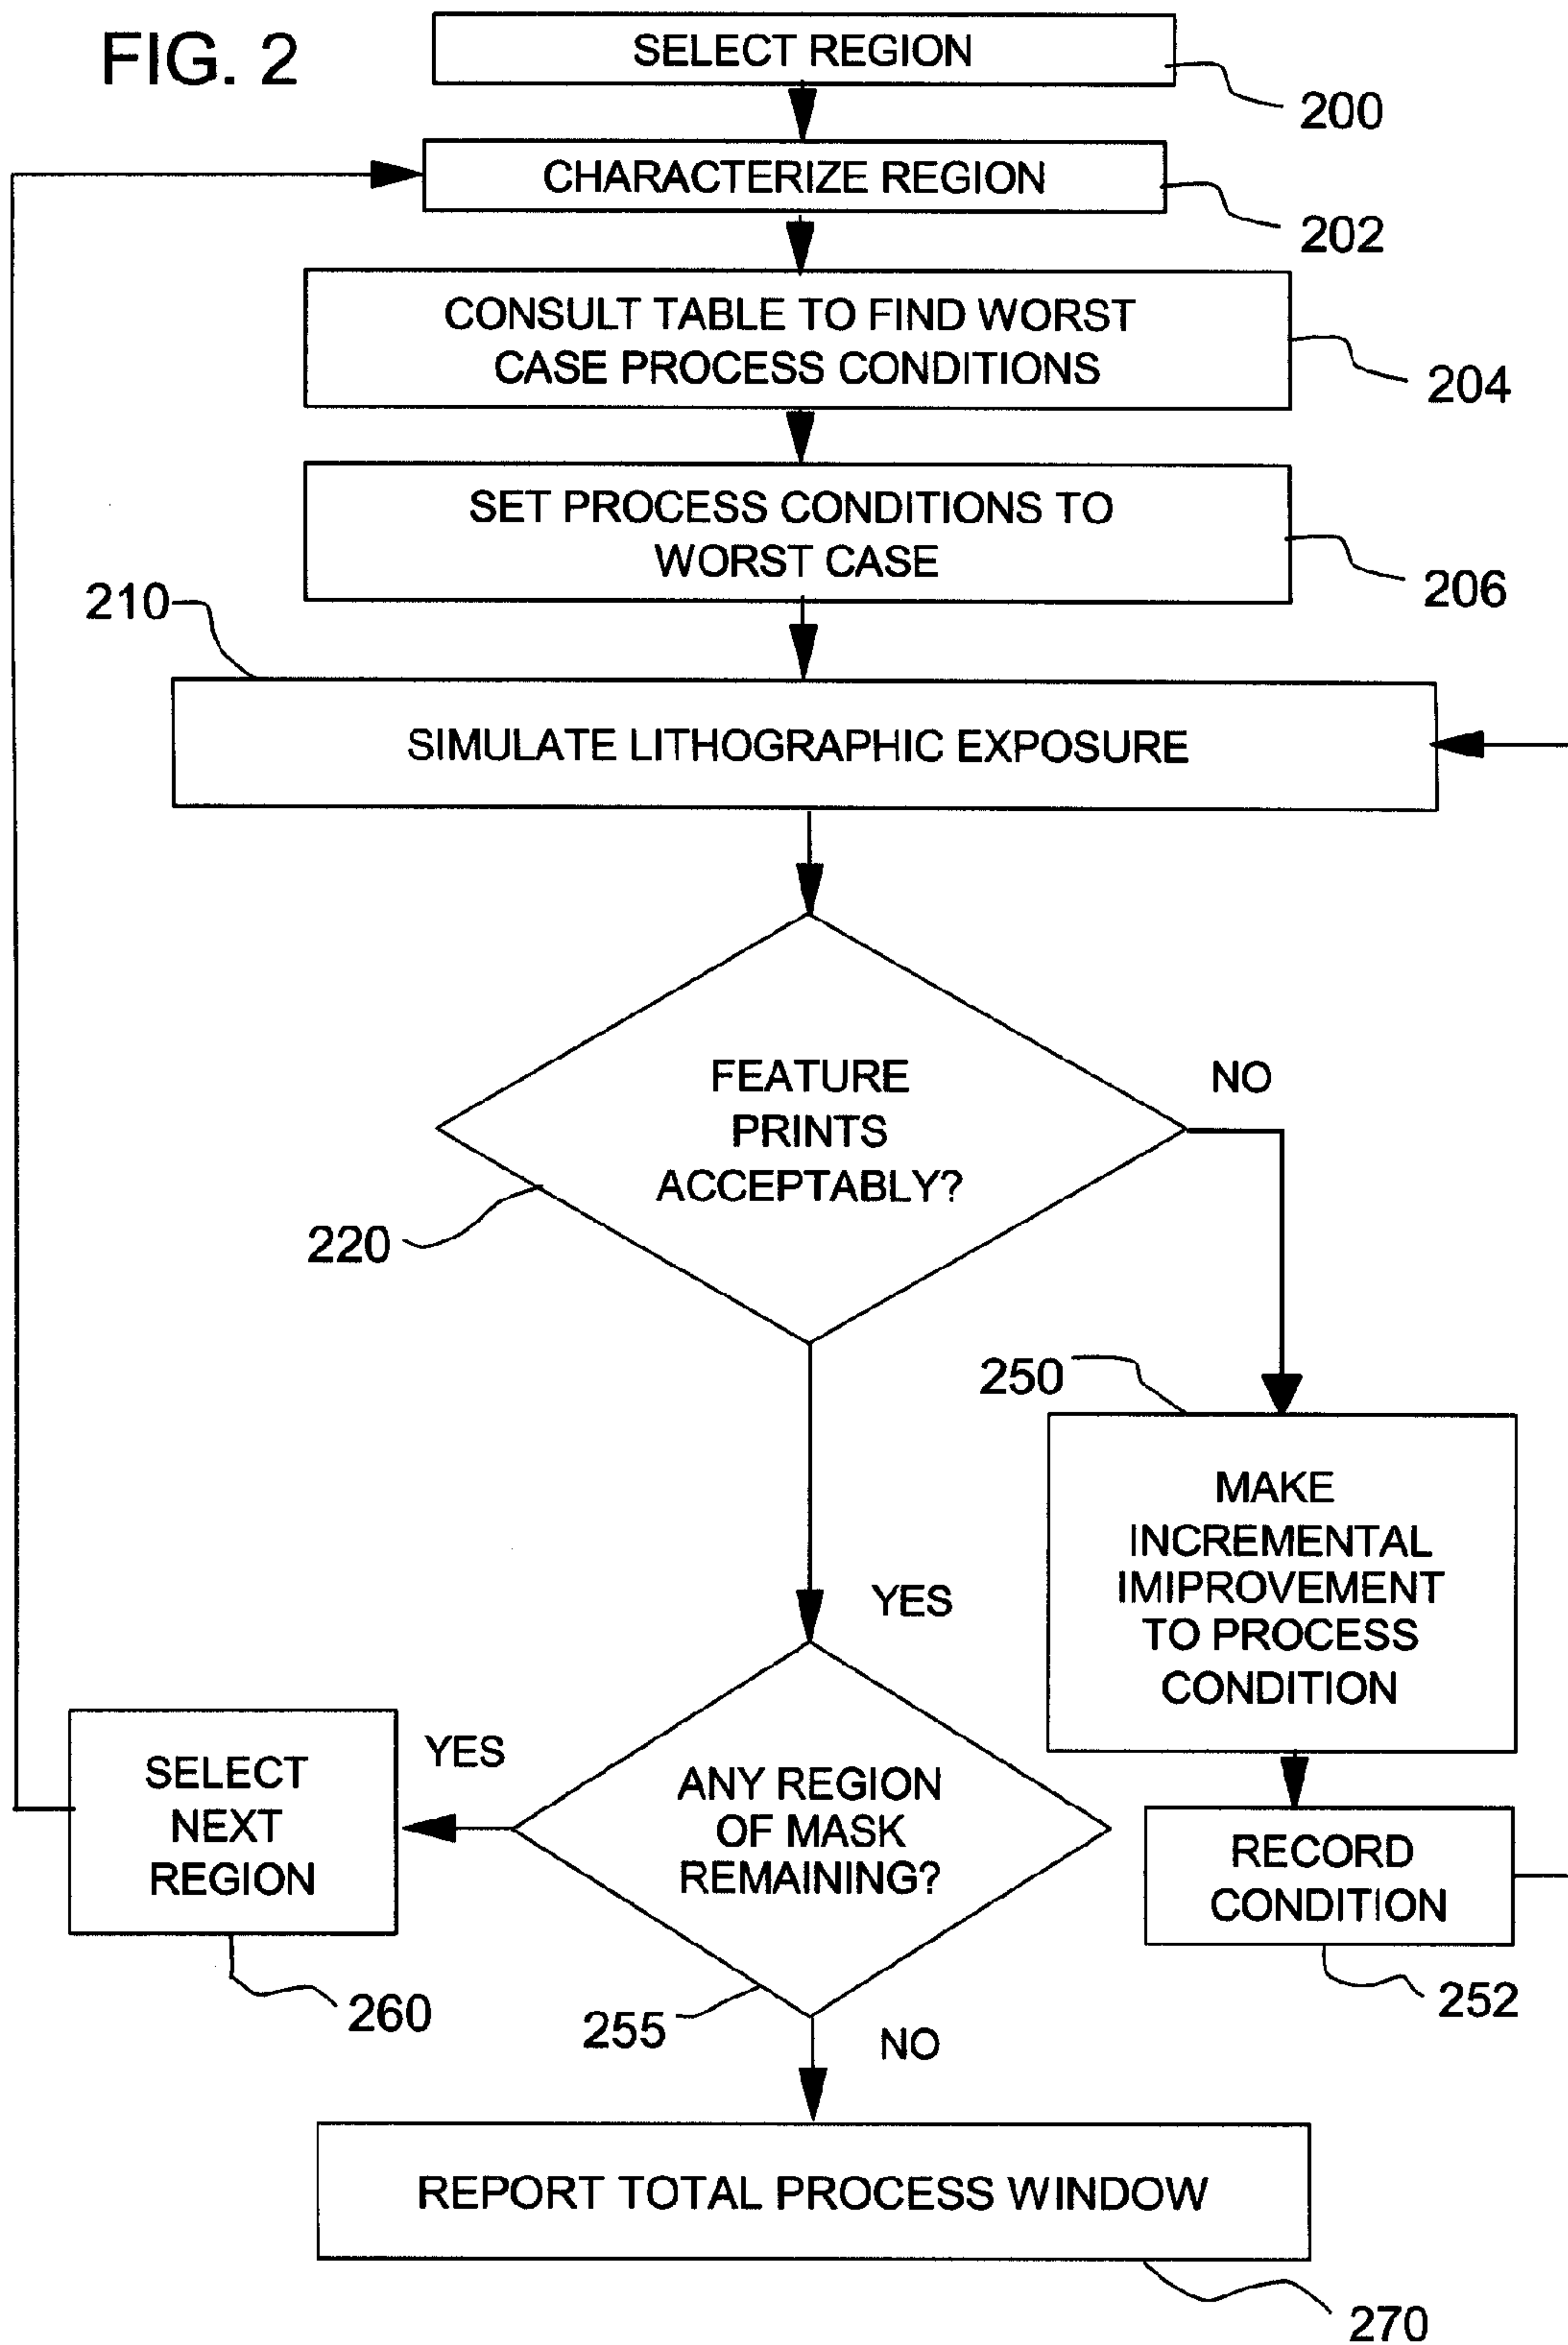 FIG. 2
SELECT REGION
200
CHARACTERIZE REGION
202
CONSULT TABLE TO FIND WORST
CASE PROCESS CONDITIONS
204
SET PROCESS CONDITIONS TO
WORST CASE
206
210
SIMULATE LITHOGRAPHIC EXPOSURE
FEATURE
PRINTS
ACCEPTABLY?
NO
220
250
MAKE
INCREMENTAL
IMIPROVEMENT
TO PROCESS
CONDITION
YES
SELECT
NEXT
REGION
YES
ANY REGION
OF MASK
REMAINING?
RECORD
CONDITION
260
255
NO
252
REPORT TOTAL PROCESS WINDOW
270